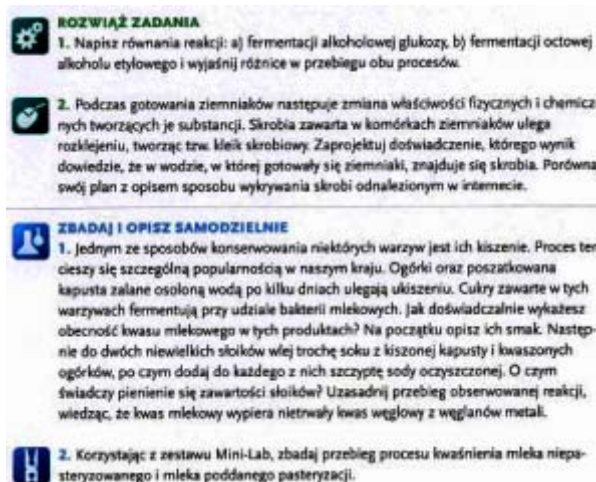 ROZWIĄŻ ZADANIA
1. Napisz równania reakcji: a) fermentacji alkoholowej glukozy, b) fermentacji octowej
alkoholu etylowego i wyjaśnij różnice w przebiegu obu procesów.
2. Podczas gotowania ziemniaków następuje zmiana właściwości fizycznych i chemicz
nych tworzących je substancji. Skrobia zawarta w komórkach ziemniaków ulega
rozklejeniu, tworząc tzw. kleik skrobiowy. Zaprojektuj doświadczenie, którego wynik
dowiedzie, że w wodzie, w której gotowały się ziemniaki, znajduje się skrobia. Porówna
swój plan z opisem sposobu wykrywania skrobi odnalezionym w internecie.
ZBADAJ I OPISZ SAMODZIELNIE
1. Jednym ze sposobów konserwowania niektórych warzyw jest ich kiszenie. Proces ten
cieszy się szczególną popularnością w naszym kraju. Ogórki oraz poszatkowana
kapusta zalane osoloną wodą po kilku dniach ulegają ukiszeniu. Cukry zawarte w tych
warzywach fermentują przy udziale bakterii mlekowych. Jak doświadczalnie wykażesz
obecność kwasu mlekowego w tych produktach? Na początku opisz ich smak. Następ-
nie do dwóch niewielkich słoików wlej trochę soku z kiszonej kapusty i kwaszonych
ogórków, po czym dodaj do każdego z nich szczyptę sody oczyszczonej. O czym
świadczy pienienie się zawartości słoików? Uzasadnij przebieg obserwowanej reakcji,
wiedząc, że kwas mlekowy wypiera nietrwały kwas węglowy z węglanów metali.
2. Korzystając z zestawu Mini-Lab, zbadaj przebieg procesu kwaśnienia mleka niepa-
steryzowanego i mleka poddanego pasteryzacji.